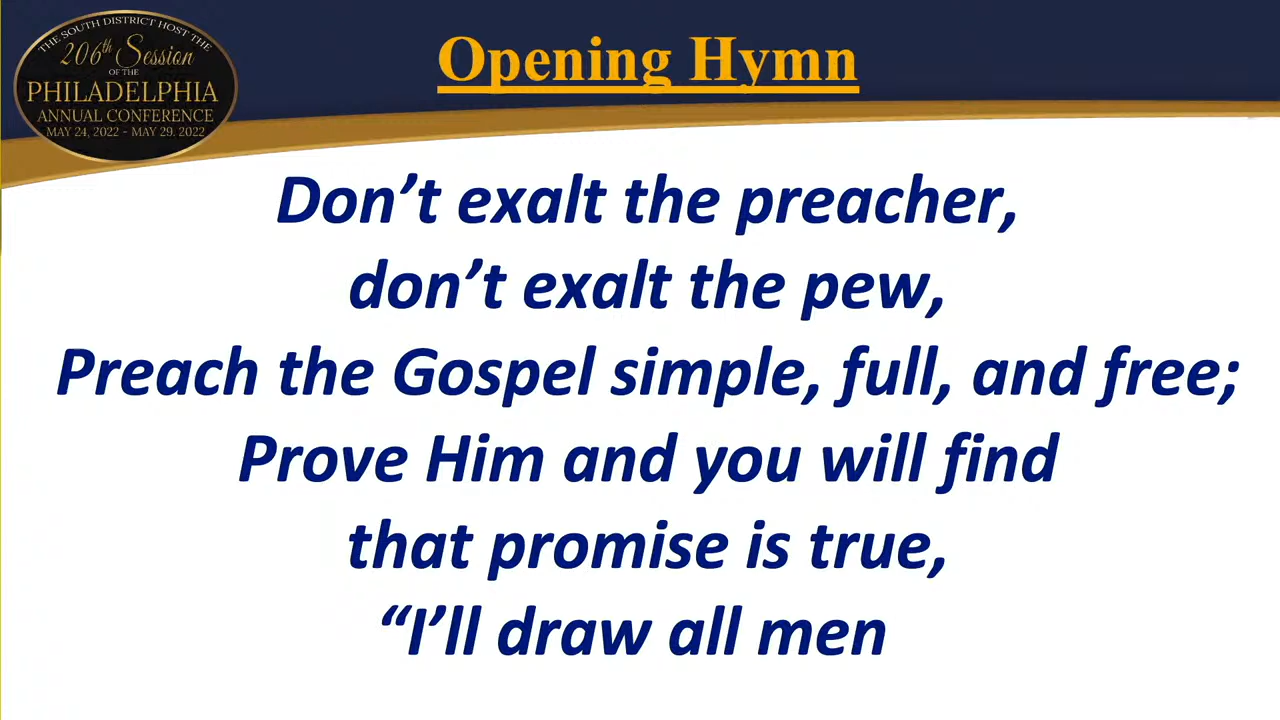 THE SOUTH DISTRICT HOST THE
206th Session
OF THE
PHILADELPHIA
ANNUAL CONFERENCE
MAY 24, 2022 - MAY 29, 2022
Opening Hymn
Don’t exalt the preacher,
don’t exalt the pew,
Preach the Gospel simple, full, and free;
Prove Him and you will find
that promise is true,
“I’ll draw all men